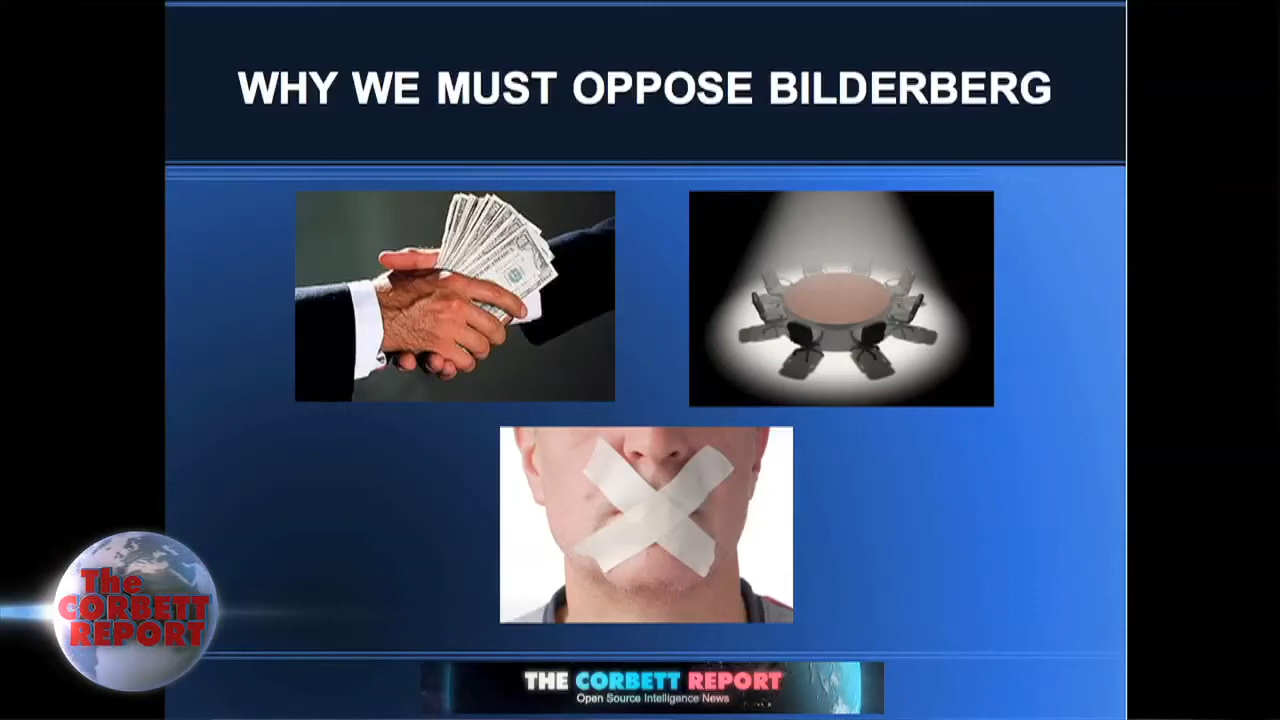 WHY WE MUST OPPOSE BILDERBERG
The
CORBETT
REPORT
THE CORBETT REPORT
Open Source Intelligence News